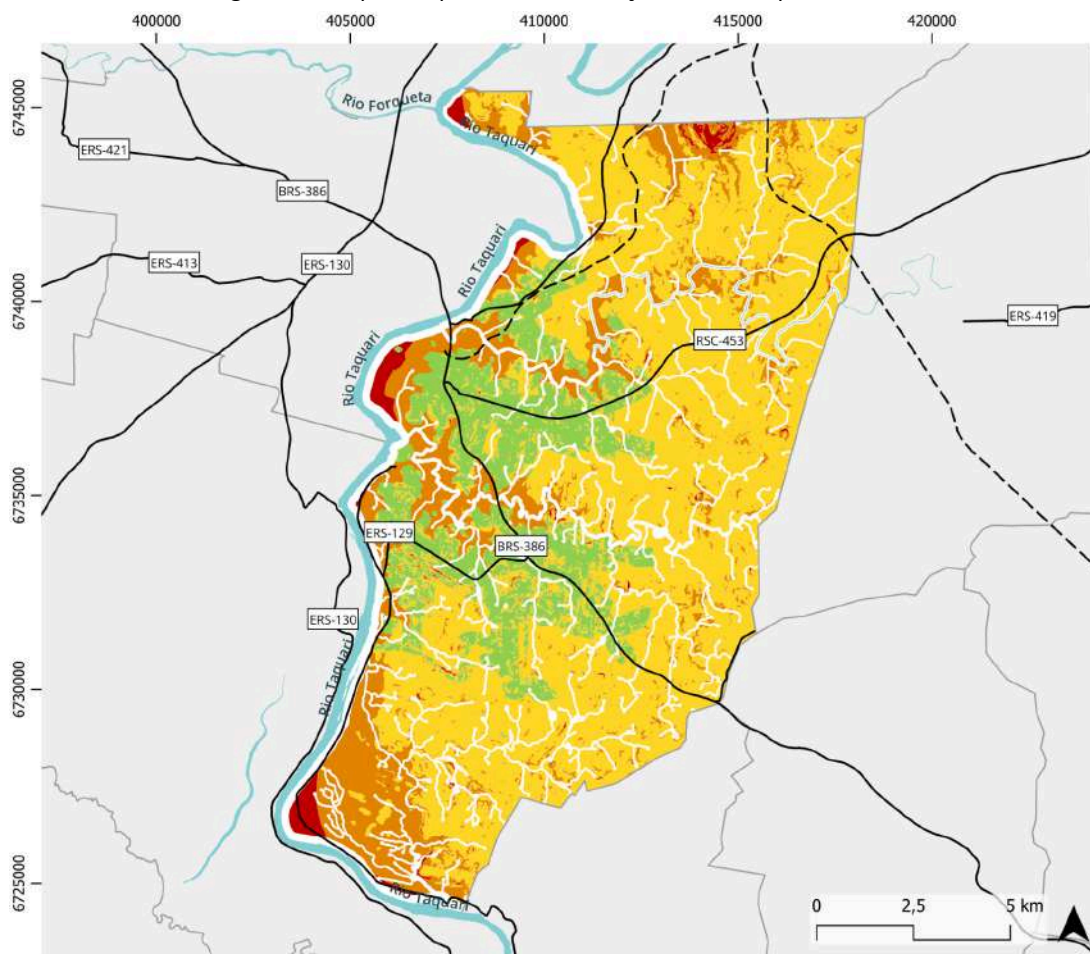 400000 405000 410000 415000 420000
6745000
6740000
6735000
6730000
6725000
Rio Forqueta
Rio Taquari
ERS-421
BRS-386
Rio Taquari
ERS-413
ERS-130
ERS-419
RSC-453
Rio Taquari
ERS-129
BRS-386
ERS-130
Rio Taquari
Rio Taquari
0 2,5 5 km